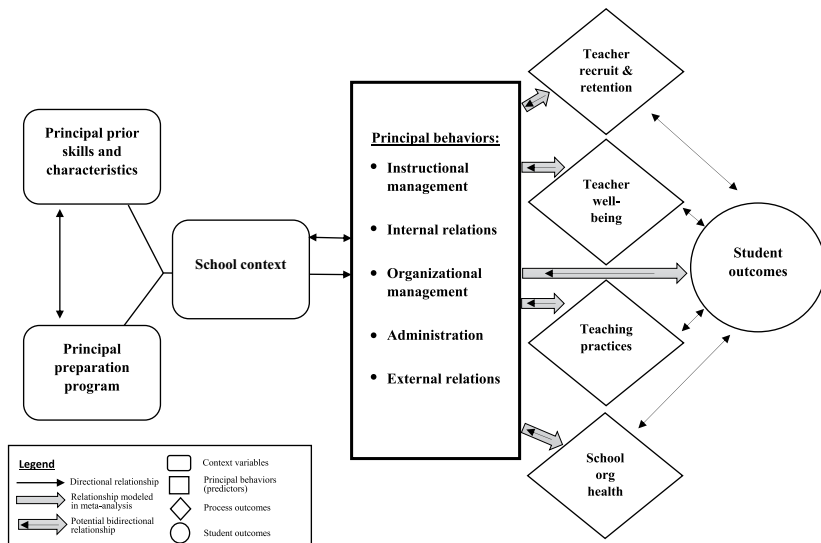 Principal prior
skills and
characteristics
Principal
preparation
program
School context
Principal behaviors:
• Instructional
management
• Internal relations
• Organizational
management
• Administration
• External relations
Teacher
recruit &
retention
Teacher
well-
being
Teaching
practices
School
org
health
Student
outcomes
Legend
Directional relationship
Relationship modeled
in meta-analysis
Potential bidirectional
relationship
Context variables
Principal behaviors
(predictors)
Process outcomes
Student outcomes